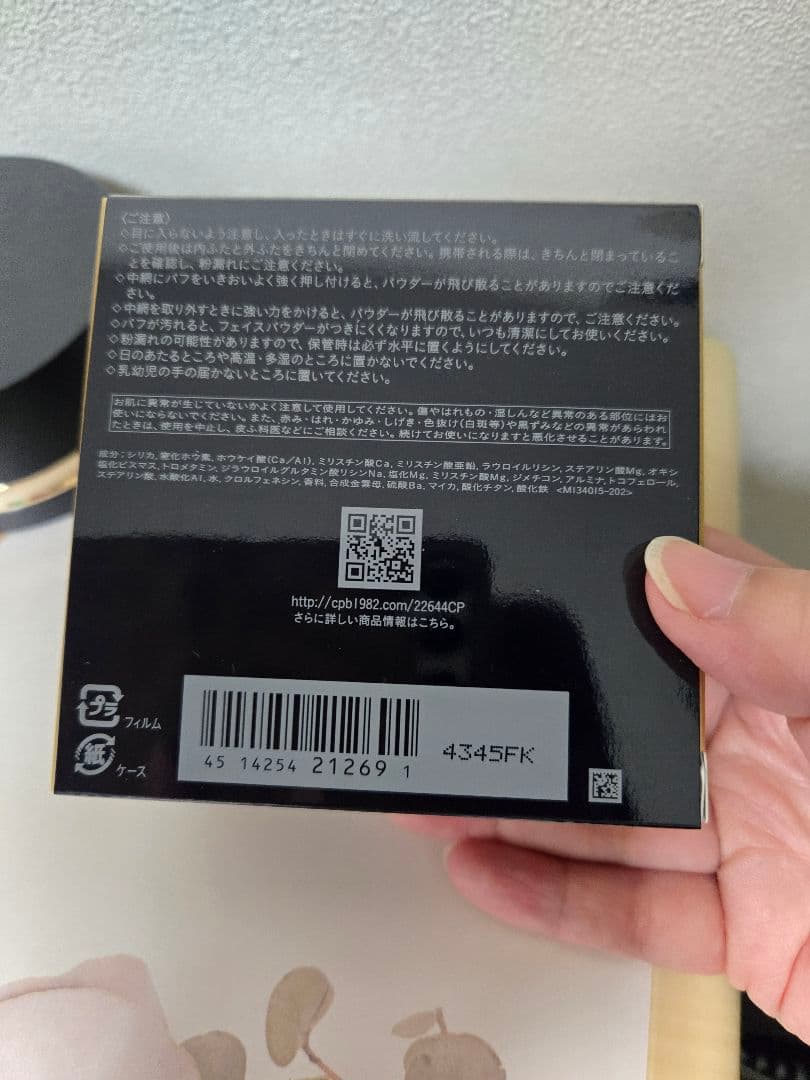 〈ご注意〉
◇目に入らないよう注意し、入ったときはすぐに洗い流してください。
◇ご使用後は内ふたと外ふたをきちんと閉めてください。携帯される際は、きちんと閉まっているこ
とを確認し、粉漏れにご注意ください。
◇中網にパフをいきおいよく強く押し付けると、パウダーが飛び散ることがありますのでご注意くだ
さい。
◇中網を取り外すときに強い力をかけると、パウダーが飛び散ることがありますので、ご注意ください。
◇パフが汚れると、フェイスパウダーがつきにくくなりますので、いつも清潔にしてお使いください。
◇粉漏れの可能性がありますので、保管時は必ず水平に置くようにしてください。
◇日のあたるところや高温・多湿のところに置かないでください。
◇乳幼児の手の届かないところに置いてください。
お肌に異常が生じていないかよく注意して使用してください。傷やはれもの・湿しんなど異常のある部位にはお
使いにならないでください。また、赤み・はれ・かゆみ・しげき・色抜け(白斑等)や黒ずみなどの異常があらわれ
たときは、使用を中止し、皮ふ科医などにご相談ください。続けてお使いになりますと悪化させることがあります。
成分:シリカ, 窒化ホウ素, ホウケイ酸(Ca/Al), ミリスチン酸Ca, ミリスチン酸亜鉛, ラウロイルリシン, ステアリン酸Mg, オキシ
塩化ビスマス, トロメタミン, ジラウロイルグルタミン酸リシンNa, 塩化Mg, ミリスチン酸Mg, ジメチコン, アルミナ, トコフェロール,
ステアリン酸, 水酸化Al, 水, クロルフェネシン, 香料, 合成金雲母, 硫酸Ba, マイカ, 酸化チタン, 酸化鉄 <M134015-202>
http://cpb1982.com/22644CP
さらに詳しい商品情報はこちら。
プラ
フィルム
紙
ケース
4345FK
45 14254 21269 1